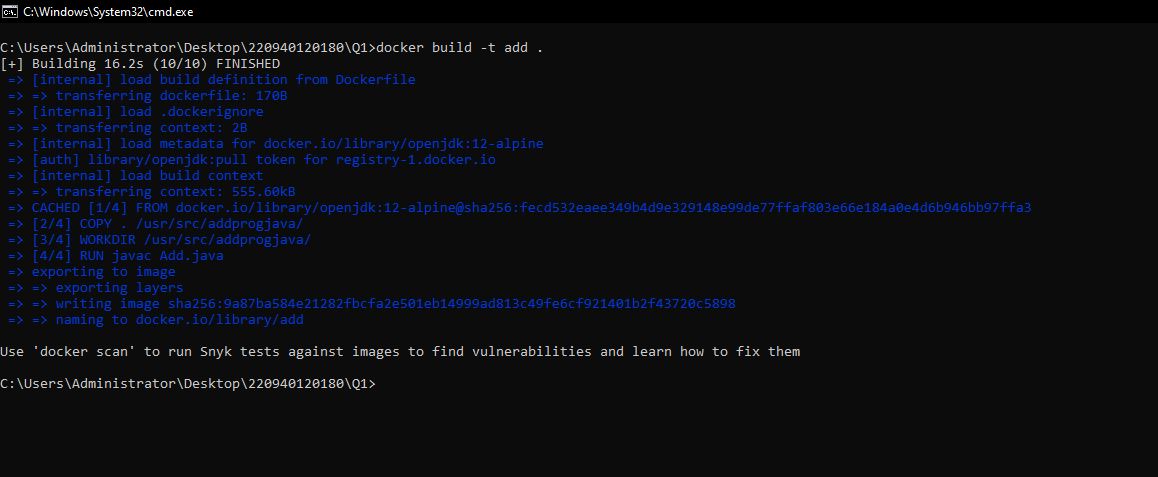 C:\Windows\System32\cmd.exe
C:\Users\Administrator\Desktop\220940120180\Q1>docker build -t add .
[+] Building 16.2s (10/10) FINISHED
=> [internal] load build definition from Dockerfile
=> => transferring dockerfile: 170B
=> [internal] load .dockerignore
=> => transferring context: 2B
=> [internal] load metadata for docker.io/library/openjdk:12-alpine
=> [auth] library/openjdk:pull token for registry-1.docker.io
=> [internal] load build context
=> => transferring context: 555.60kB
=> CACHED [1/4] FROM docker.io/library/openjdk:12-alpine@sha256:fecd532eaee349b4d9e329148e99de77ffaf803e66e184a0e4d6b946bb97ffa3
=> [2/4] COPY . /usr/src/addprogjava/
=> [3/4] WORKDIR /usr/src/addprogjava/
=> [4/4] RUN javac Add.java
=> exporting to image
=> => exporting layers
=> => writing image sha256:9a87ba584e21282fbcfa2e501eb14999ad813c49fe6cf921401b2f43720c5898
=> => naming to docker.io/library/add
Use 'docker scan' to run Snyk tests against images to find vulnerabilities and learn how to fix them
C:\Users\Administrator\Desktop\220940120180\Q1>